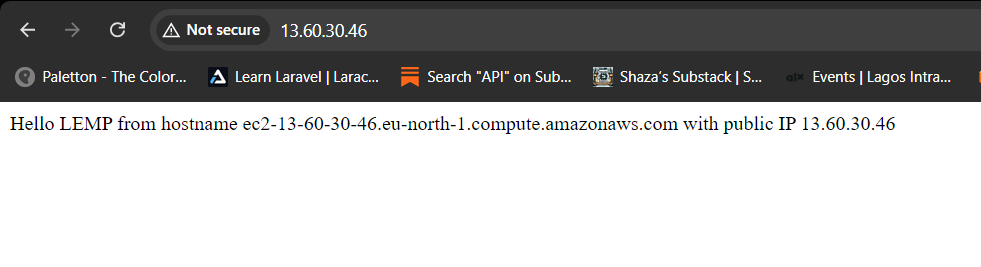 Not secure 13.60.30.46
Paletton - The Color... Learn Laravel | Larac... Search "API" on Sub... Shaza's Substack | S... alx Events | Lagos Intra...
Hello LEMP from hostname ec2-13-60-30-46.eu-north-1.compute.amazonaws.com with public IP 13.60.30.46